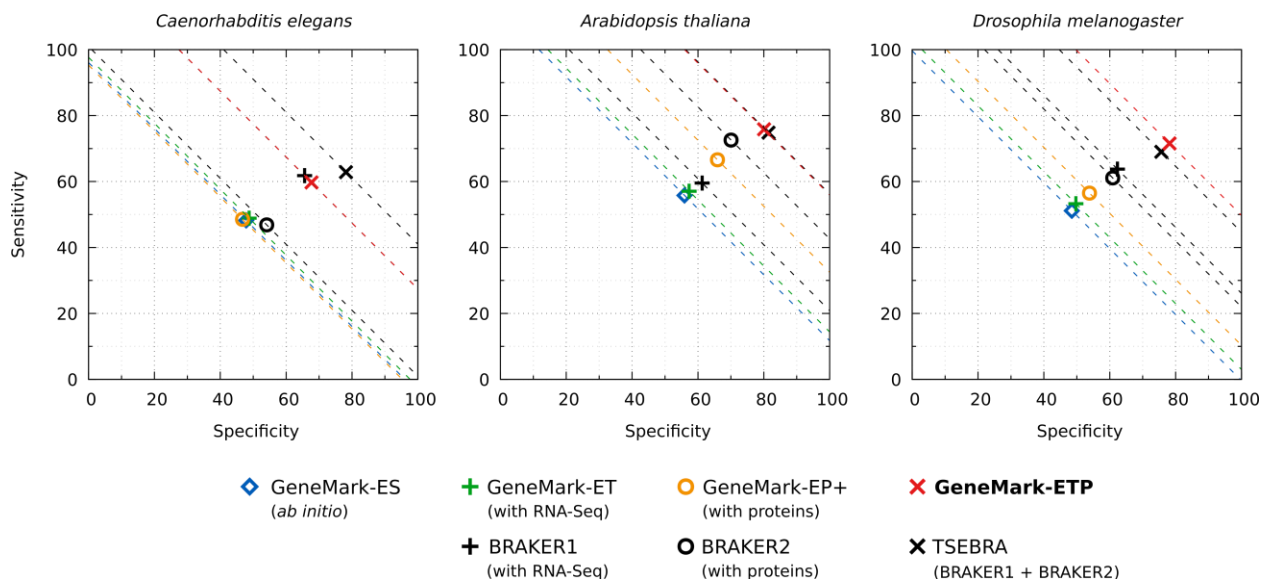 Caenorhabditis elegans
Arabidopsis thaliana
Drosophila melanogaster
100
80
60
40
20
0
Sensitivity
0 20 40 60 80 100
Specificity
100
80
60
40
20
0
0 20 40 60 80 100
Specificity
100
80
60
40
20
0
0 20 40 60 80 100
Specificity
GeneMark-ES
(ab initio)
GeneMark-ET
(with RNA-Seq)
GeneMark-EP+
(with proteins)
GeneMark-ETP
BRAKER1
(with RNA-Seq)
BRAKER2
(with proteins)
TSEBRA
(BRAKER1 + BRAKER2)